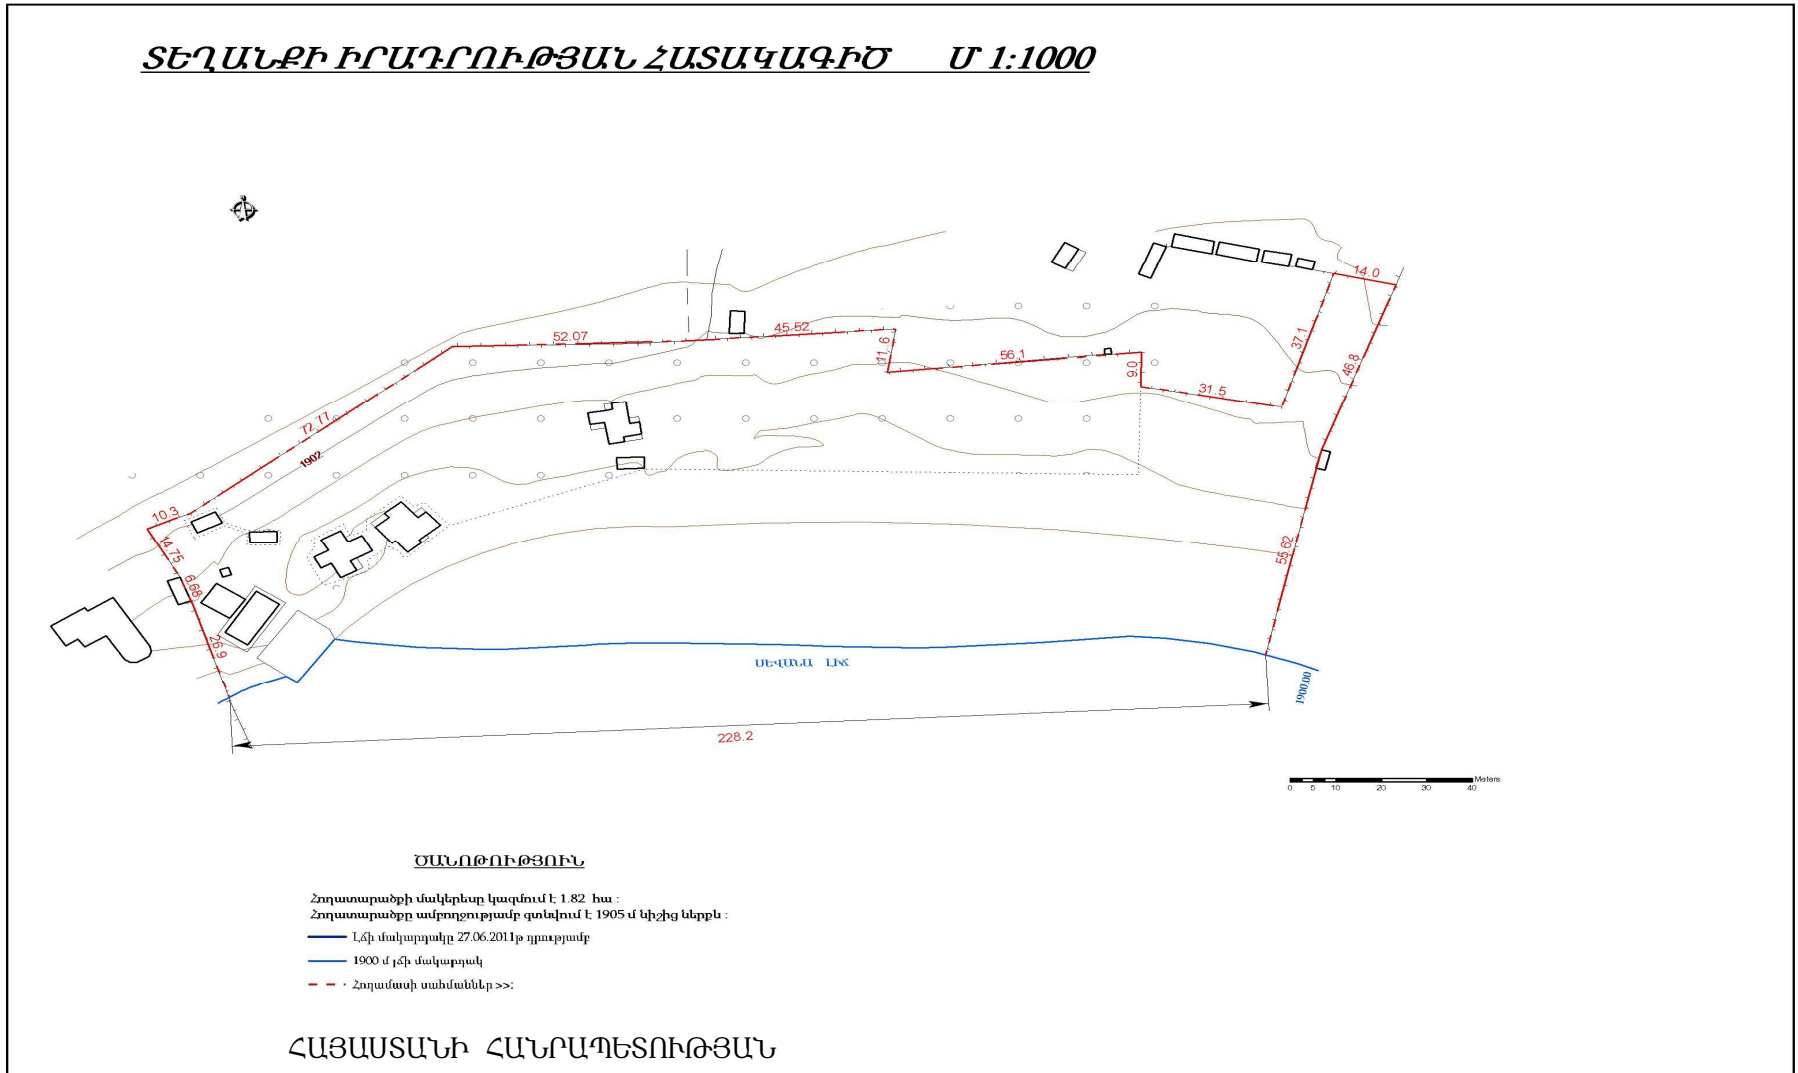 ՏԵՂԱՆՔԻ ԻՐԱԴՐՈՒԹՅԱՆ ՀԱՏԱԿԱԳԻԾ Մ 1:1000
14.0
52.07
45.52
11.6
56.1
9.0
31.5
37.1
46.8
72.77
1902
10.3
14.75
6.68
26.9
55.62
ՍԵՎԱՆԱ ԼԻՃ
1900.00
228.2
Meters
0 5 10 20 30 40
ԾԱՆՈԹՈՒԹՅՈՒՆ
Հողատարածքի մակերեսը կազմում է 1.82 հա :
Հողատարածքը ամբողջությամբ գտնվում է 1905 մ նիշից ներքև :
Լճի մակարդակը 27.06.2011թ դրությամբ
1900 մ լճի մակարդակ
Հողամասի սահմաններ >>:
ՀԱՅԱՍՏԱՆԻ ՀԱՆՐԱՊԵՏՈՒԹՅԱՆ